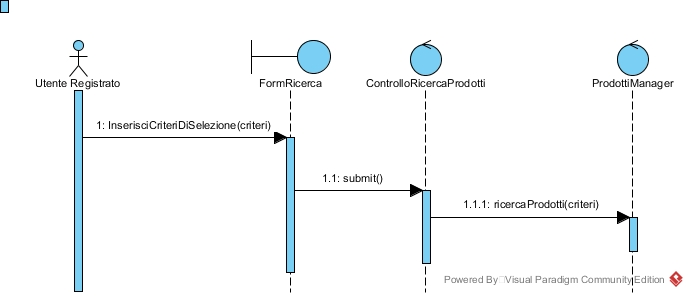 Utente Registrato
FormRicerca
ControlloRicercaProdotti
ProdottiManager
1: InserisciCriteriDiSelezione(criteri)
1.1: submit()
1.1.1: ricercaProdotti(criteri)
Powered By Visual Paradigm Community Edition